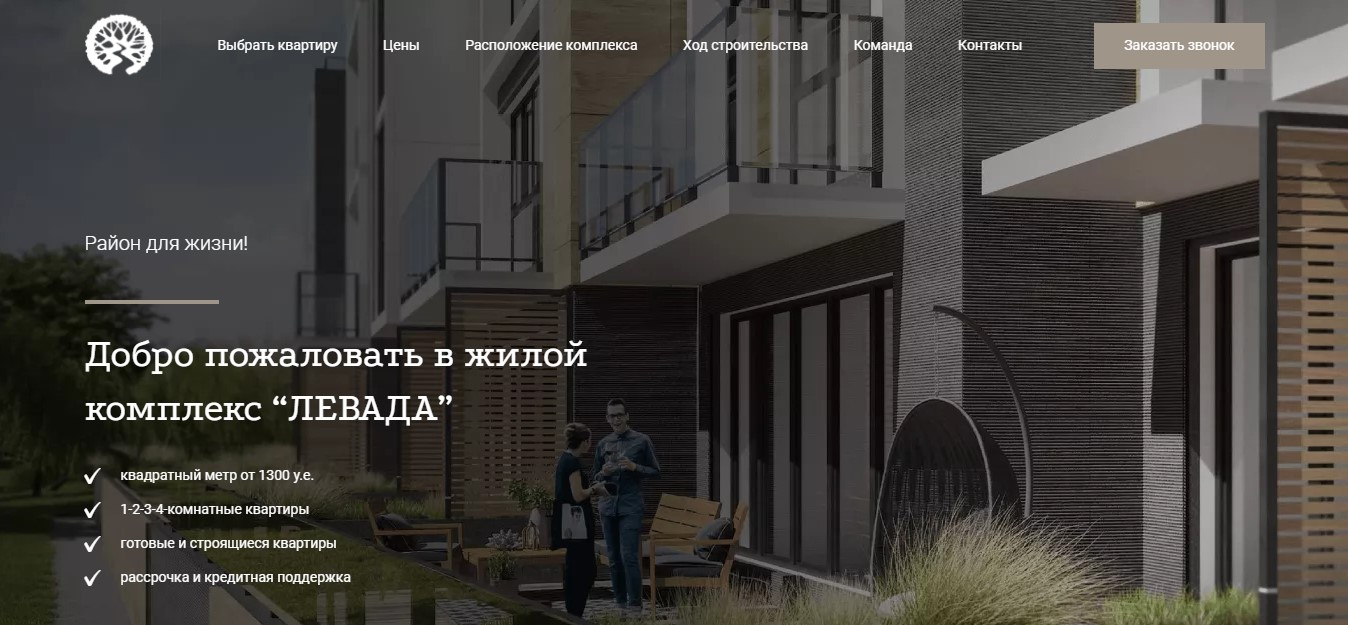 Выбрать квартиру
Цены
Расположение комплекса
Ход строительства
Команда
Контакты
Заказать звонок
Район для жизни!
Добро пожаловать в жилой
комплекс “ЛЕВАДА”
квадратный метр от 1300 у.е.
1-2-3-4-комнатные квартиры
готовые и строящиеся квартиры
рассрочка и кредитная поддержка